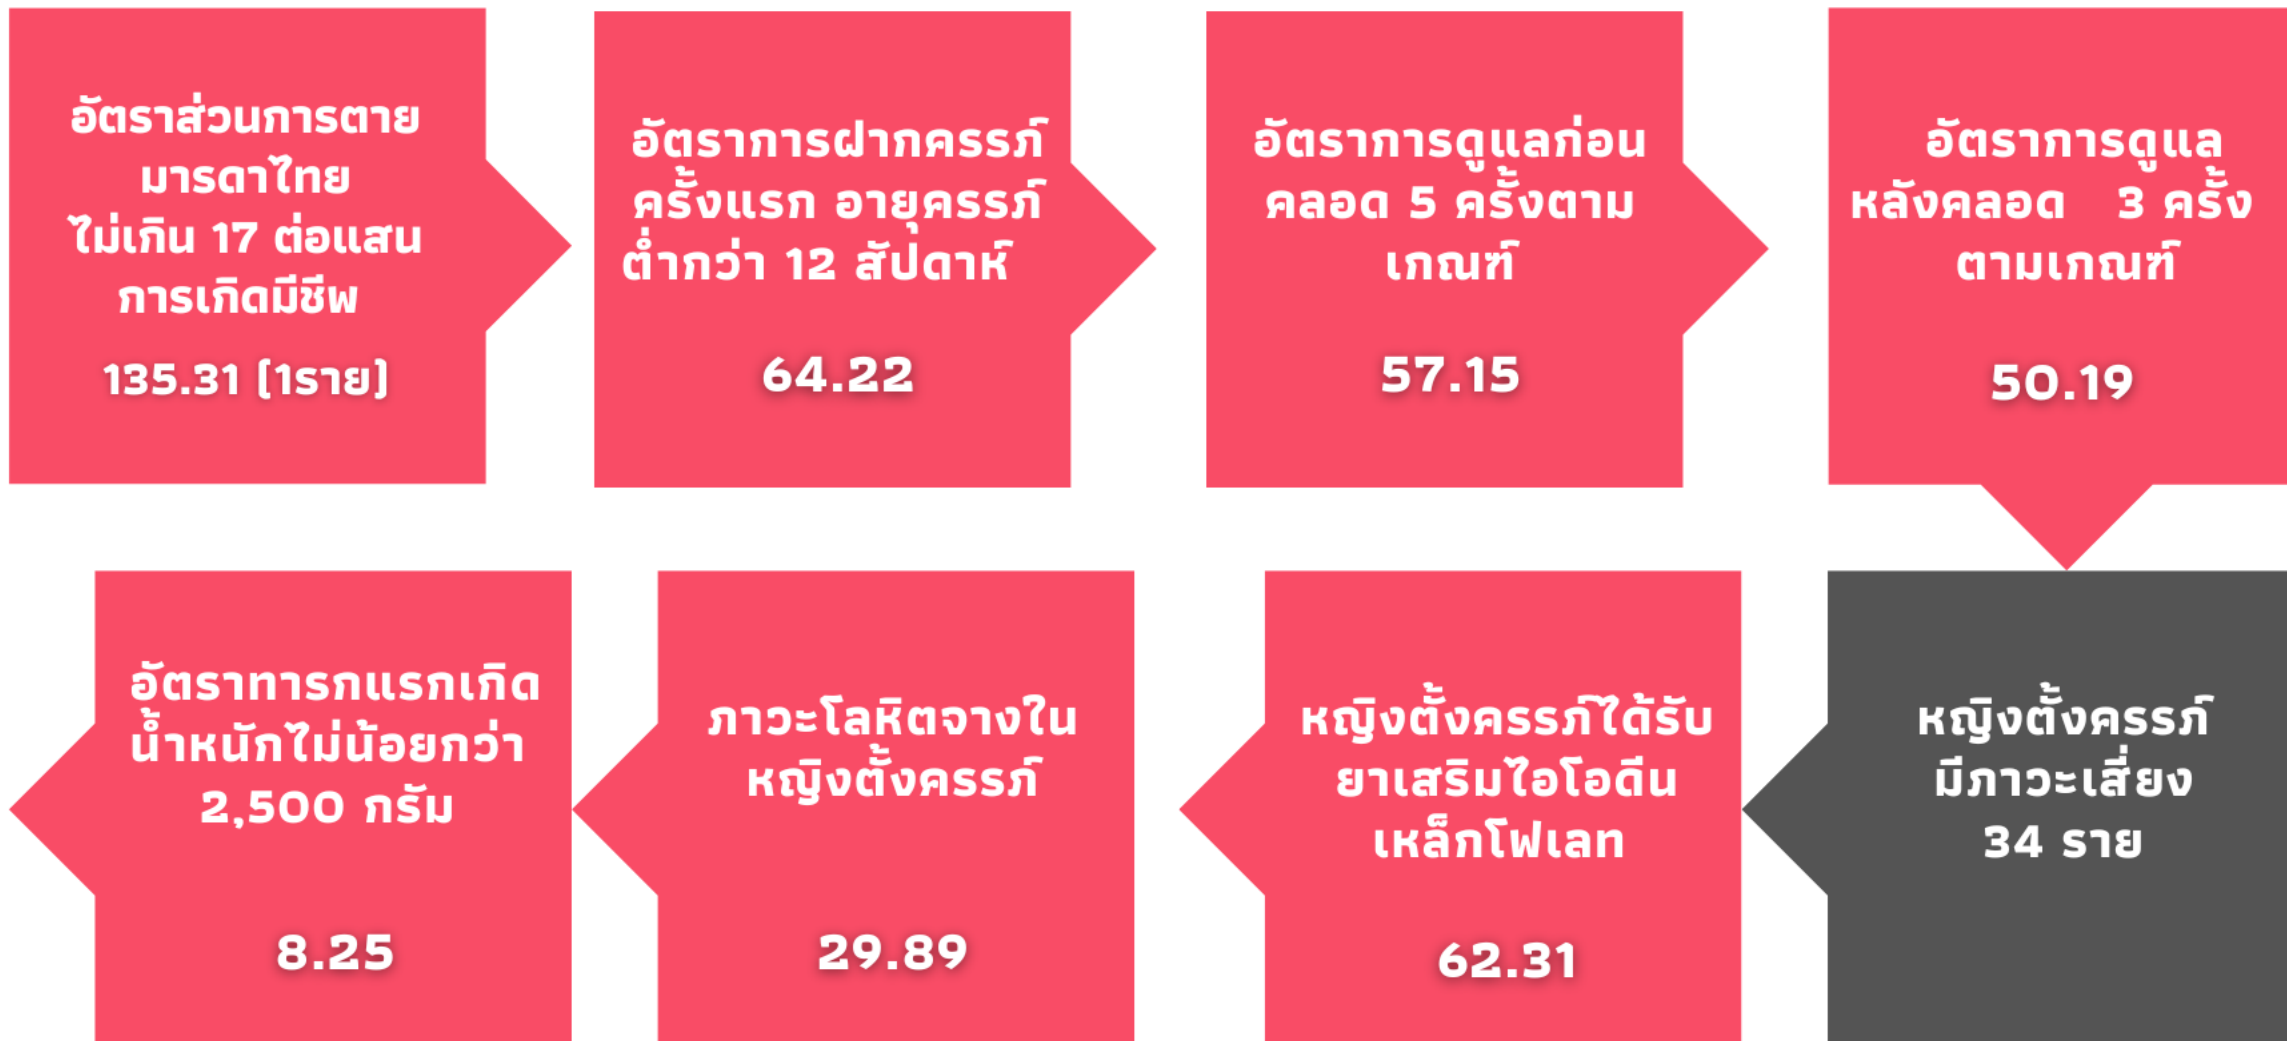 อัตราส่วนการตาย
มารดาไทย
ไม่เกิน 17 ต่อแสน
การเกิดมีชีพ
135.31 (1ราย)
อัตราการฝากครรภ์
ครั้งแรก อายุครรภ์
ต่ำกว่า 12 สัปดาห์
64.22
อัตราการดูแลก่อน
คลอด 5 ครั้งตาม
เกณฑ์
57.15
อัตราการดูแล
หลังคลอด 3 ครั้ง
ตามเกณฑ์
50.19
หญิงตั้งครรภ์
มีภาวะเสี่ยง
34 ราย
หญิงตั้งครรภ์ได้รับ
ยาเสริมไอโอดีน
เหล็กโฟเลท
62.31
ภาวะโลหิตจางใน
หญิงตั้งครรภ์
29.89
อัตราทารกแรกเกิด
น้ำหนักไม่น้อยกว่า
2,500 กรัม
8.25